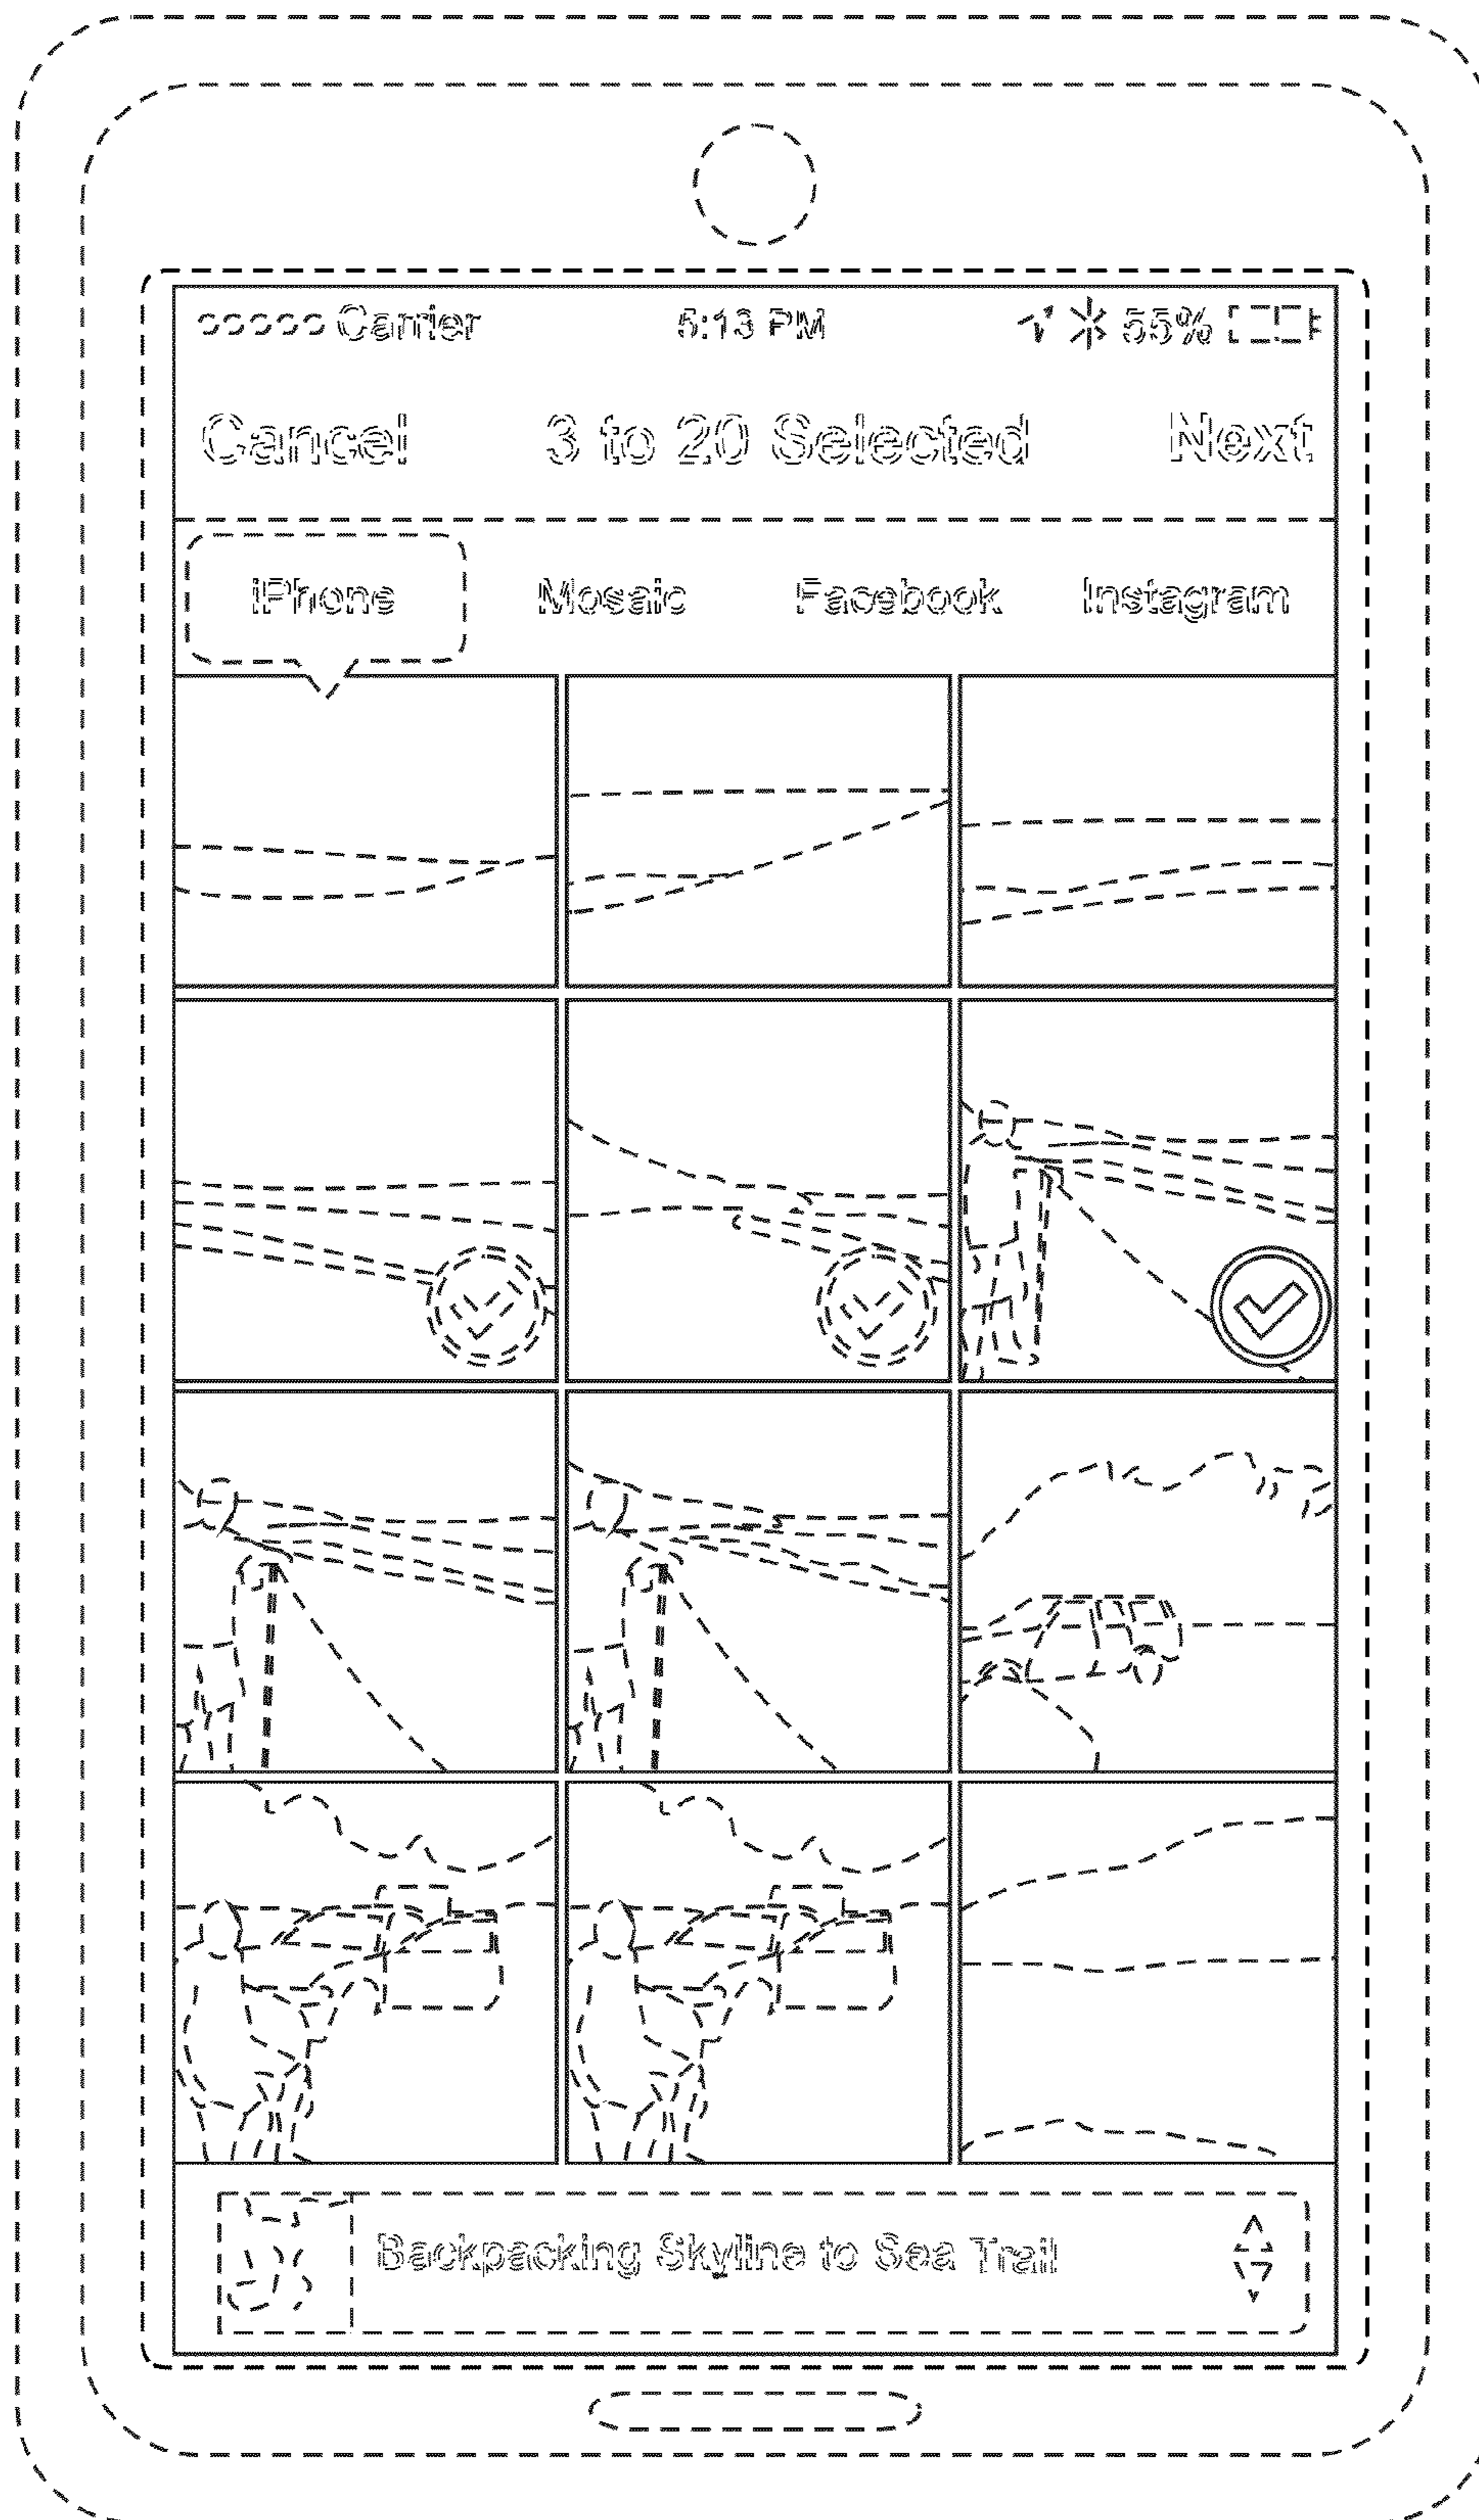 Carrier 5:13 PM 55%
Cancel 3 to 20 Selected Next
iPhone Mosaic Facebook Instagram
Backpacking Skyline to Sea Trail